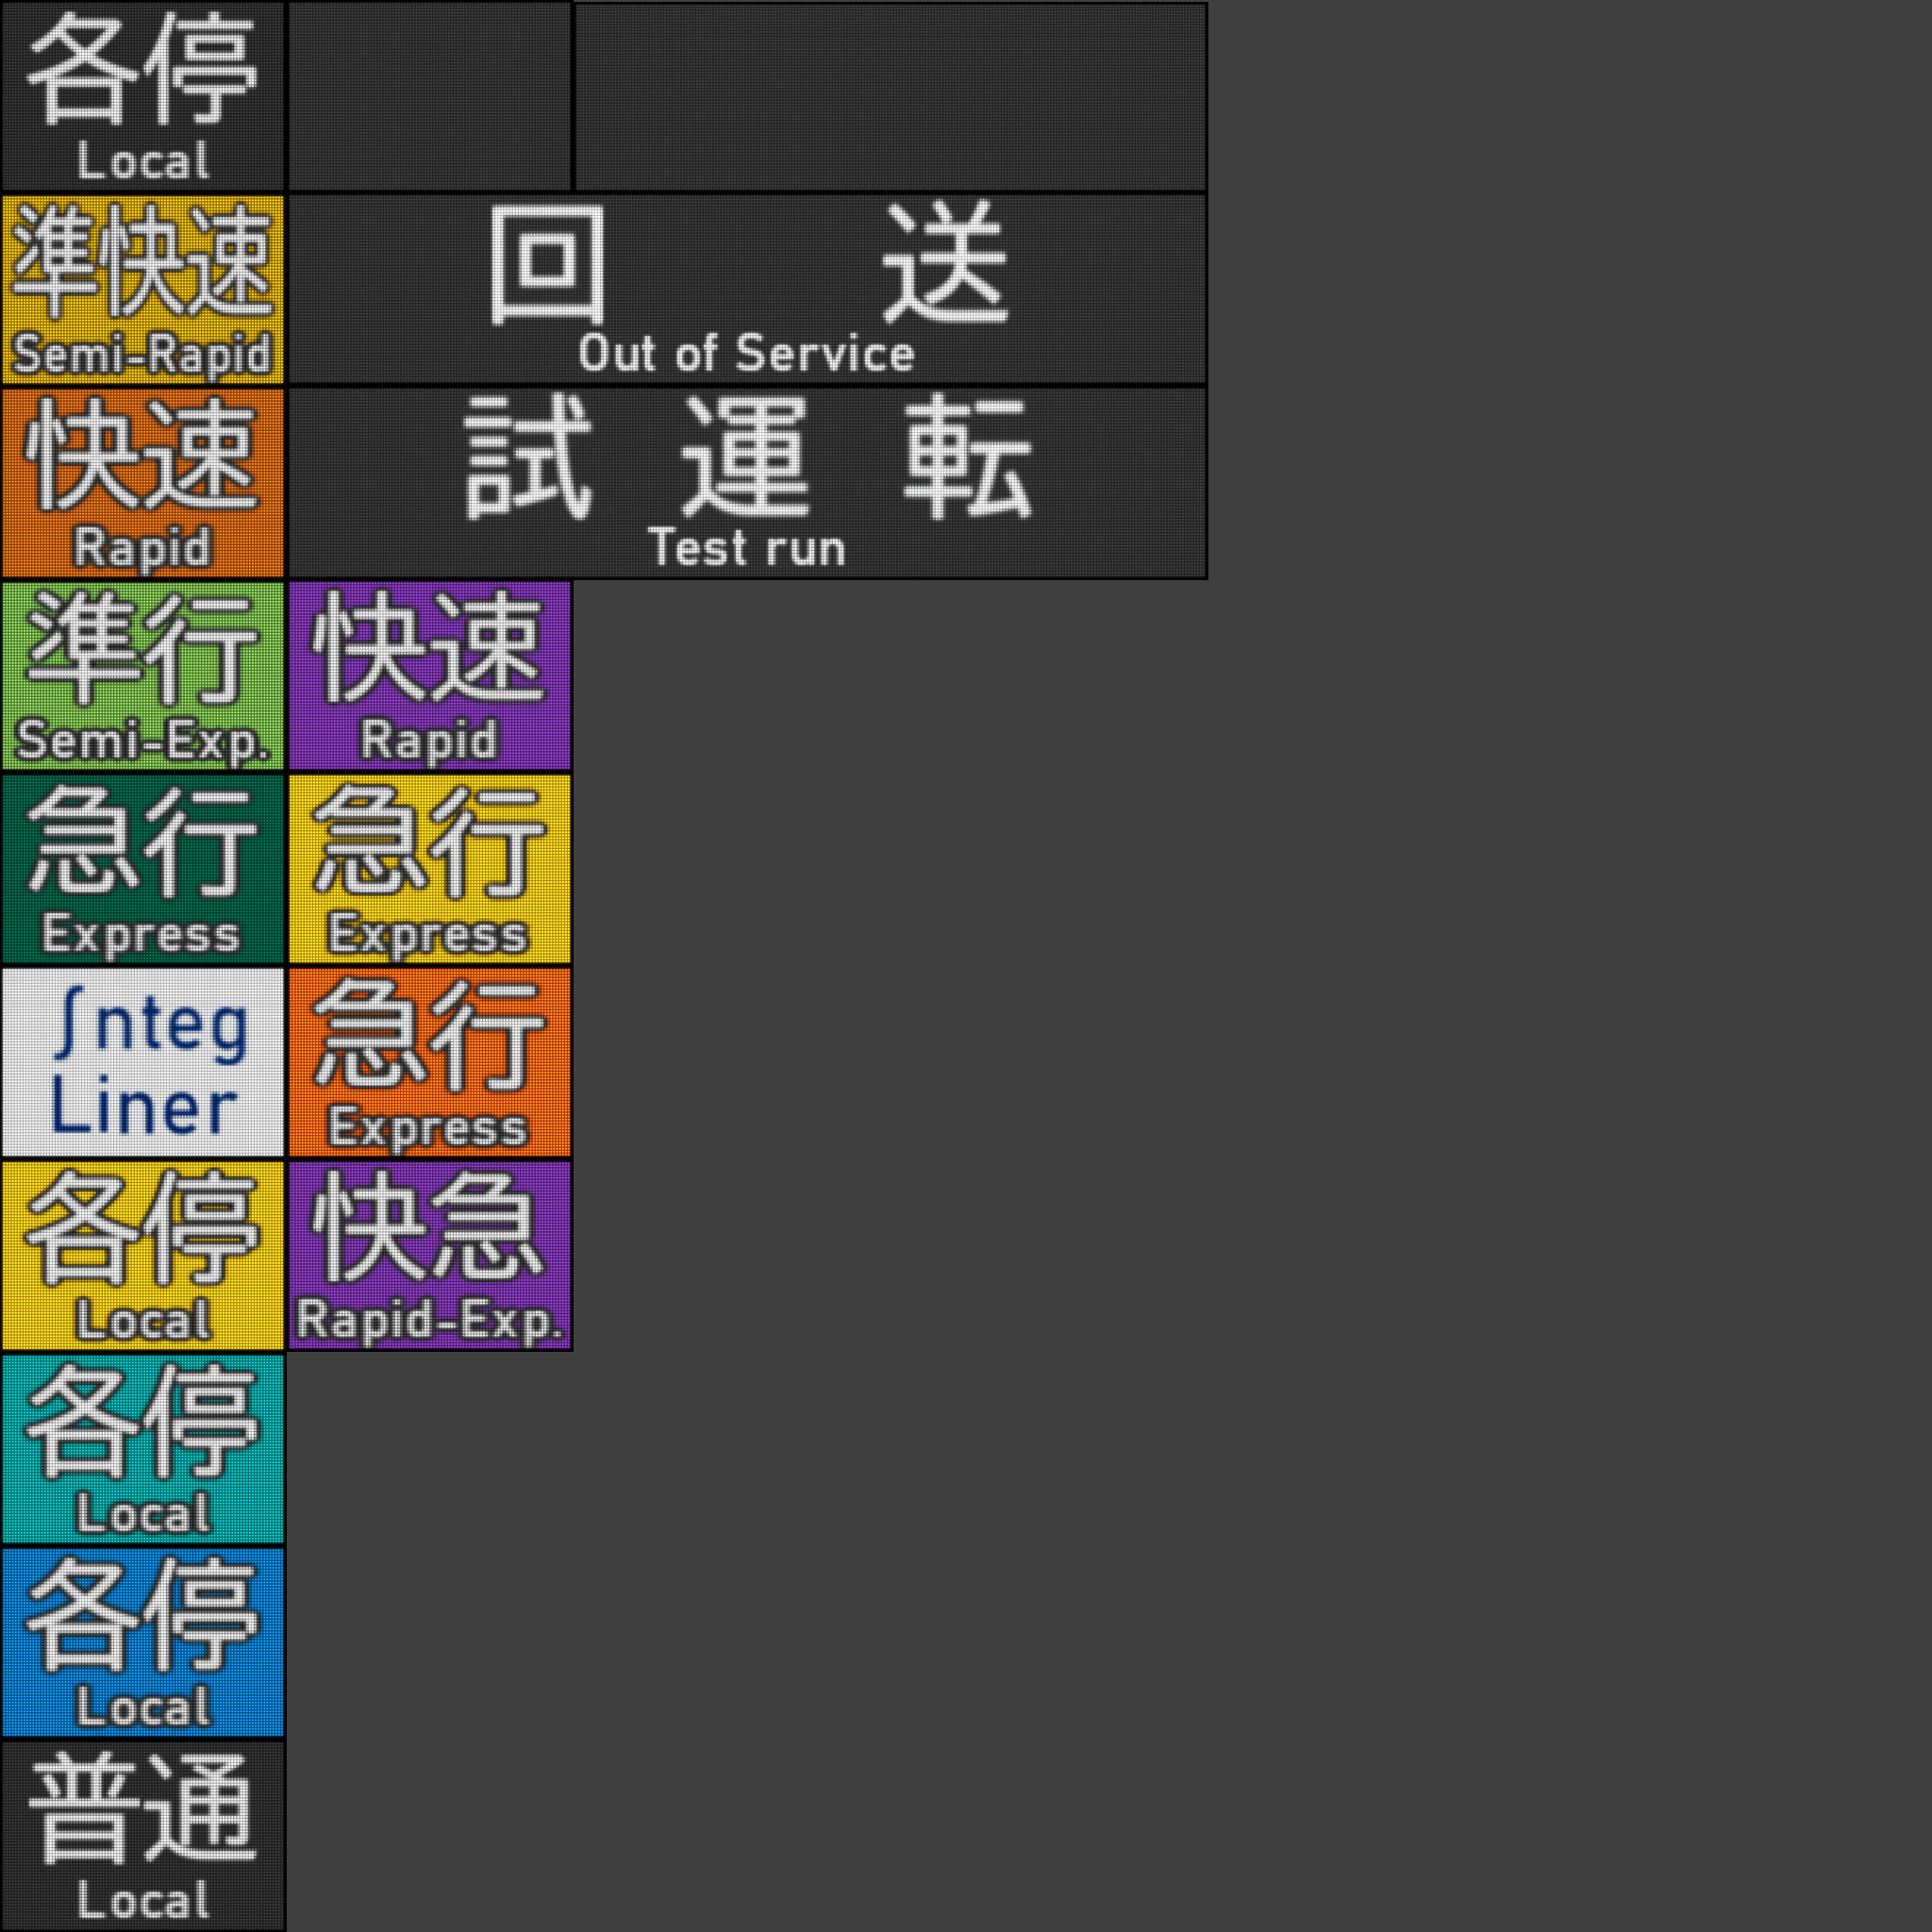 各停
Local
準快速
Semi-Rapid
回送
Out of Service
快速
Rapid
試運転
Test run
準行
Semi-Exp.
快速
Rapid
急行
Express
急行
Express
∫nteg
Liner
急行
Express
各停
Local
快急
Rapid-Exp.
各停
Local
各停
Local
普通
Local